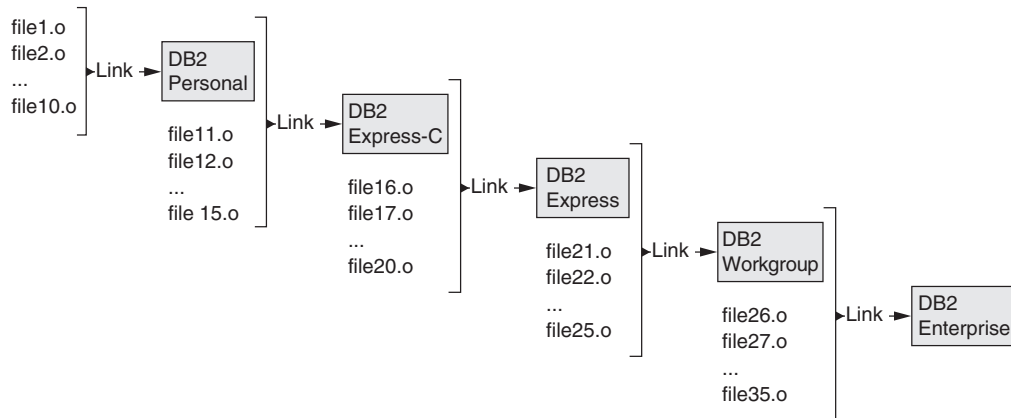 file1.o
file2.o
...
file10.o
Link
DB2
Personal
file11.o
file12.o
...
file 15.o
Link
DB2
Express-C
file16.o
file17.o
...
file20.o
Link
DB2
Express
file21.o
file22.o
...
file25.o
Link
DB2
Workgroup
file26.o
file27.o
...
file35.o
Link
DB2
Enterprise